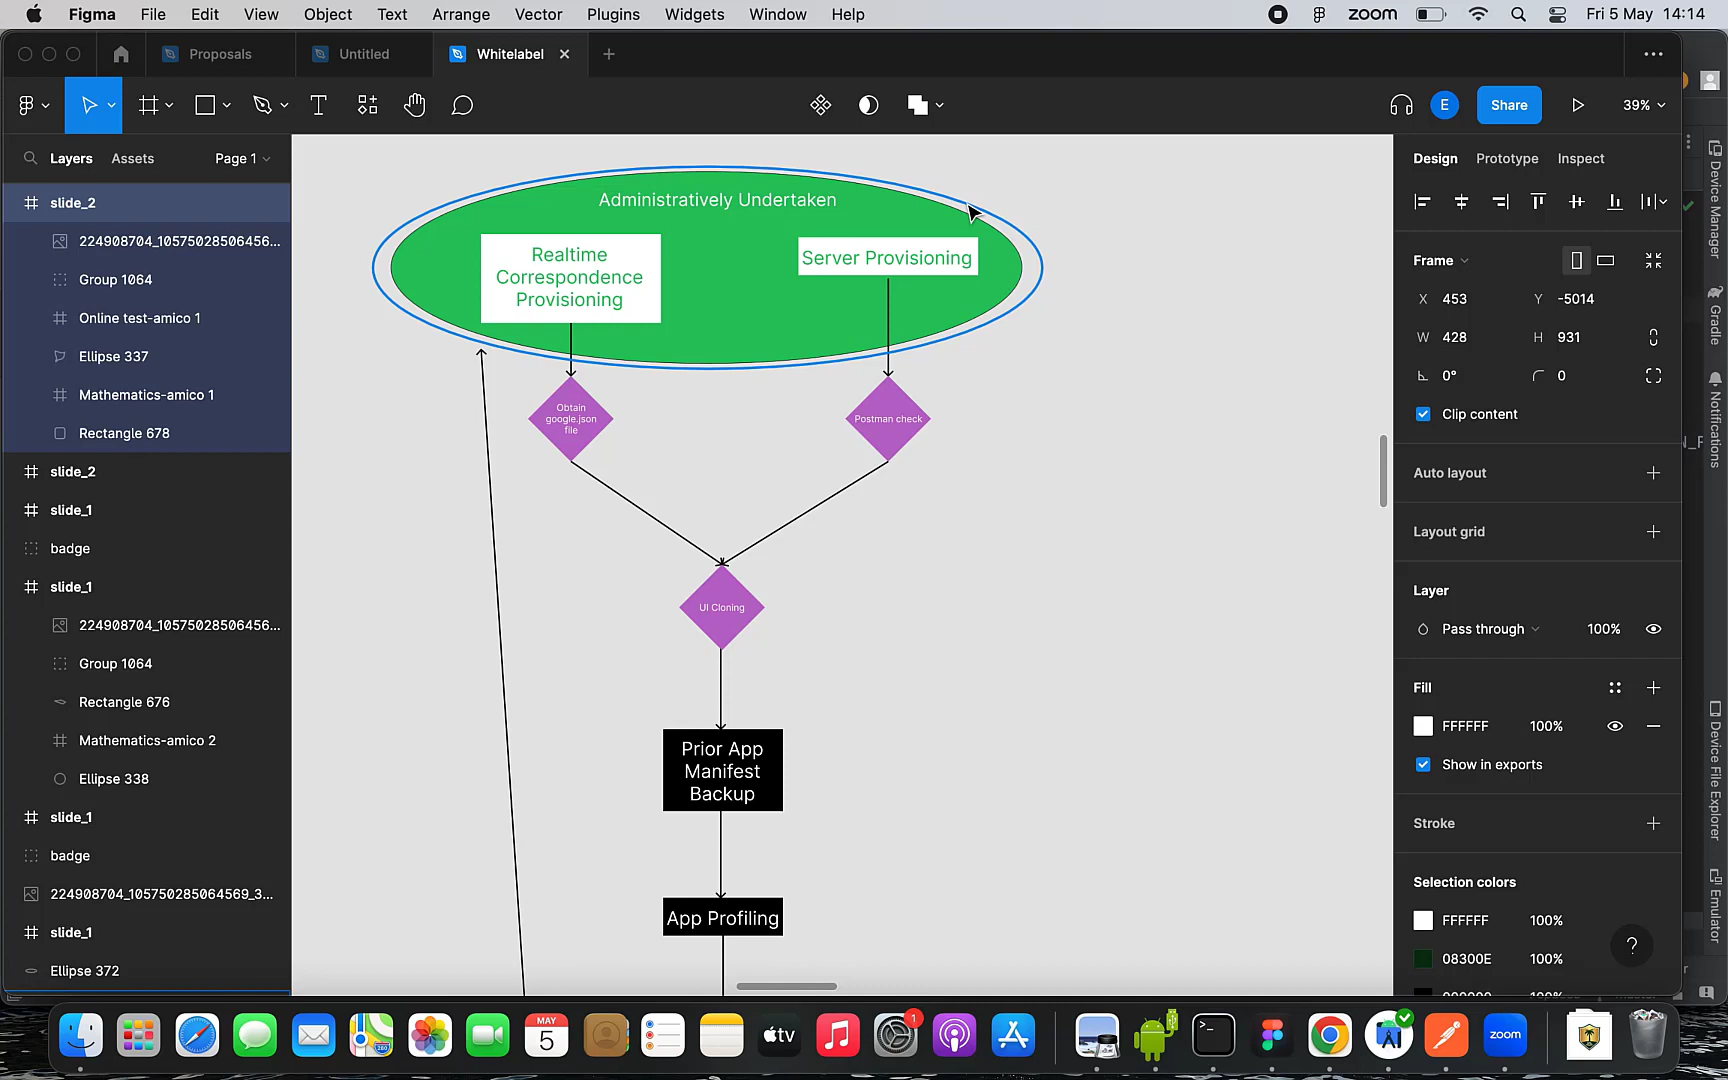 Figma File Edit View Object Text Arrange Vector Plugins Widgets Window Help
zoom Fri 5 May 14:14
Proposals Untitled Whitelabel
E Share 39%
Layers Assets Page 1
slide_2
224908704_10575028506456...
Group 1064
Online test-amico 1
Ellipse 337
Mathematics-amico 1
Rectangle 678
slide_2
slide_1
badge
slide_1
224908704_10575028506456...
Group 1064
Rectangle 676
Mathematics-amico 2
Ellipse 338
slide_1
badge
224908704_105750285064569_3...
slide_1
Ellipse 372
Administratively Undertaken
Realtime
Correspondence
Provisioning
Server Provisioning
Obtain
google.json
file
Postman check
UI Cloning
Prior App
Manifest
Backup
App Profiling
Design Prototype Inspect
Frame
X 453 Y -5014
W 428 H 931
0° 0
Clip content
Auto layout
Layout grid
Layer
Pass through 100%
Fill
FFFFFF 100%
Show in exports
Stroke
Selection colors
FFFFFF 100%
08300E 100%
?
Device Manager
Gradle
Notifications
Device File Explorer
Emulator
MAY
5
tv
1
zoom